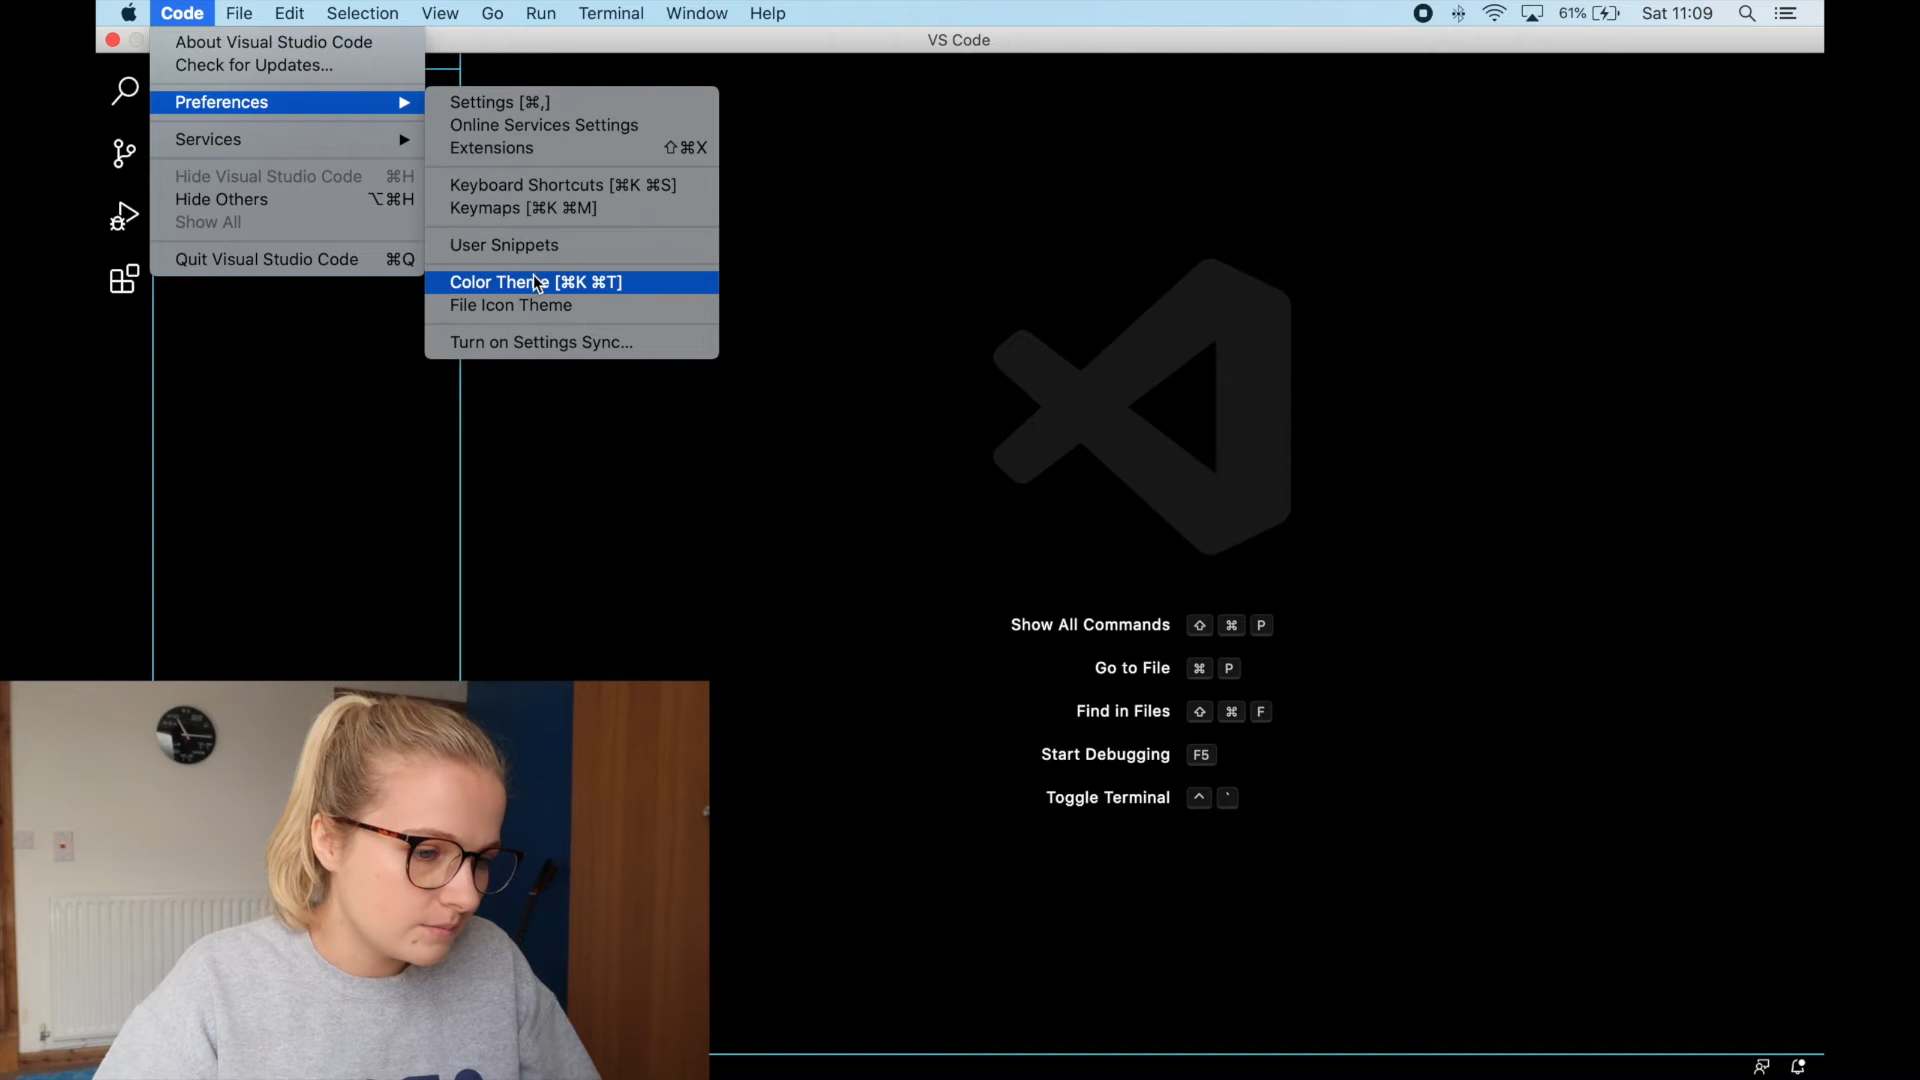 Code File Edit Selection View Go Run Terminal Window Help 61% Sat 11:09
VS Code
About Visual Studio Code
Check for Updates...
Preferences ▶
Services ▶
Hide Visual Studio Code ⌘H
Hide Others ⌥⌘H
Show All
Quit Visual Studio Code ⌘Q
Settings [⌘,]
Online Services Settings
Extensions ⇧⌘X
Keyboard Shortcuts [⌘K ⌘S]
Keymaps [⌘K ⌘M]
User Snippets
Color Theme [⌘K ⌘T]
File Icon Theme
Turn on Settings Sync...
Show All Commands ⇧ ⌘ P
Go to File ⌘ P
Find in Files ⇧ ⌘ F
Start Debugging F5
Toggle Terminal ^ `